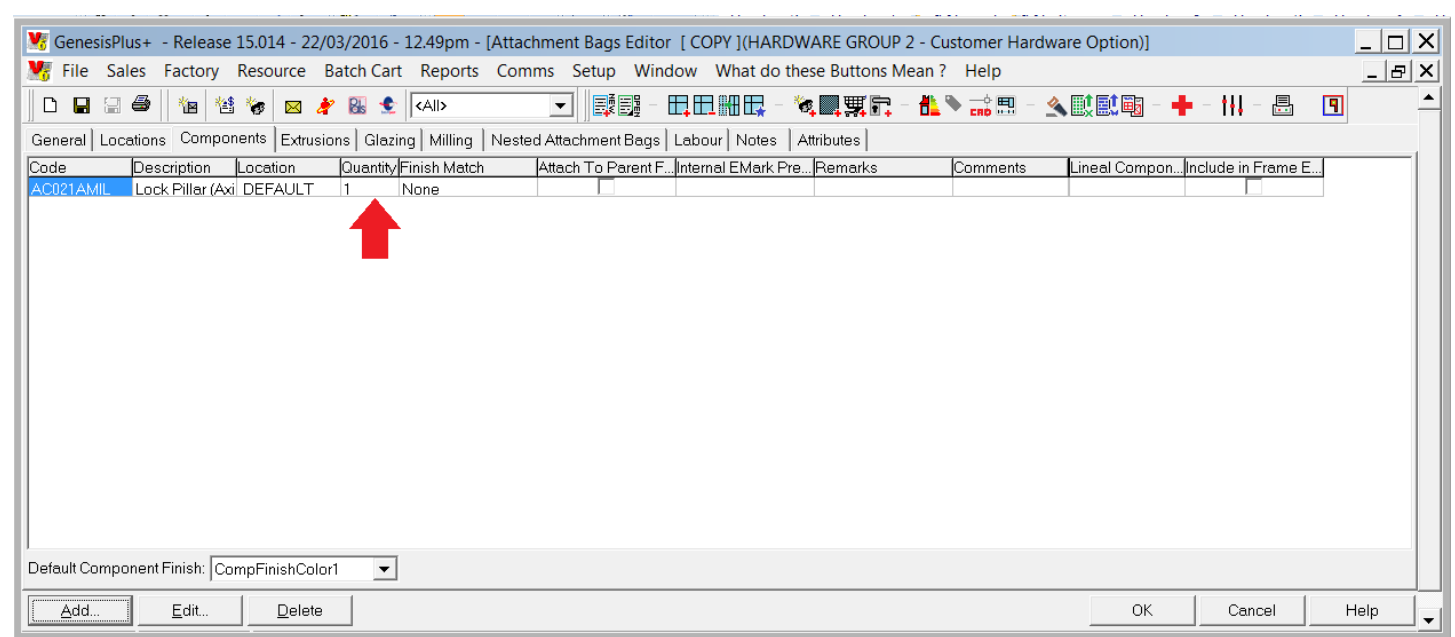 GenesisPlus+ - Release 15.014 - 22/03/2016 - 12.49pm - [Attachment Bags Editor [ COPY ](HARDWARE GROUP 2 - Customer Hardware Option)]
File Sales Factory Resource Batch Cart Reports Comms Setup Window What do these Buttons Mean ? Help
<All>
General Locations Components Extrusions Glazing Milling Nested Attachment Bags Labour Notes Attributes
Code Description Location Quantity Finish Match Attach To Parent F... Internal EMark Pre... Remarks Comments Lineal Compon... Include in Frame E...
AC021AMIL Lock Pillar (Axi DEFAULT 1 None
Default Component Finish: CompFinishColor1
Add... Edit... Delete OK Cancel Help